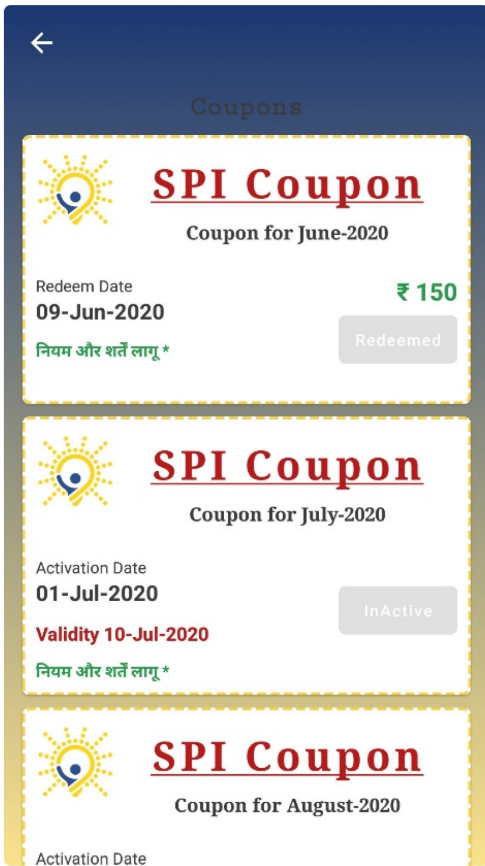 Coupons
SPI Coupon
Coupon for June-2020
Redeem Date
09-Jun-2020
₹ 150
Redeemed
नियम और शर्तें लागू *
SPI Coupon
Coupon for July-2020
Activation Date
01-Jul-2020
InActive
Validity 10-Jul-2020
नियम और शर्तें लागू *
SPI Coupon
Coupon for August-2020
Activation Date